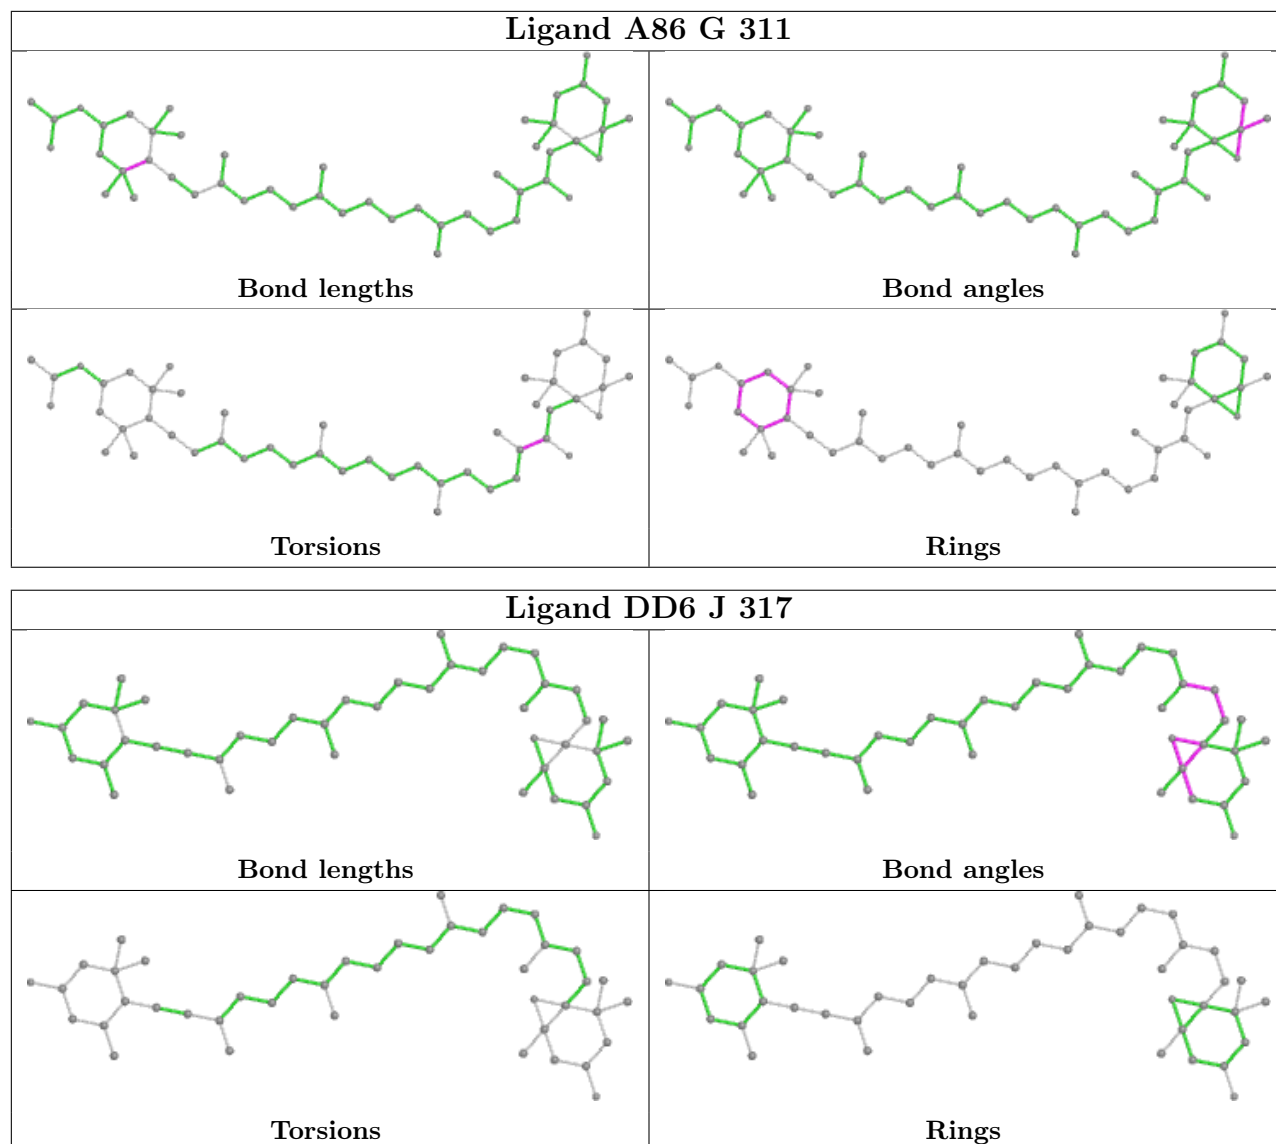 Ligand A86 G 311
Bond lengths
Bond angles
Torsions
Rings
Ligand DD6 J 317
Bond lengths
Bond angles
Torsions
Rings